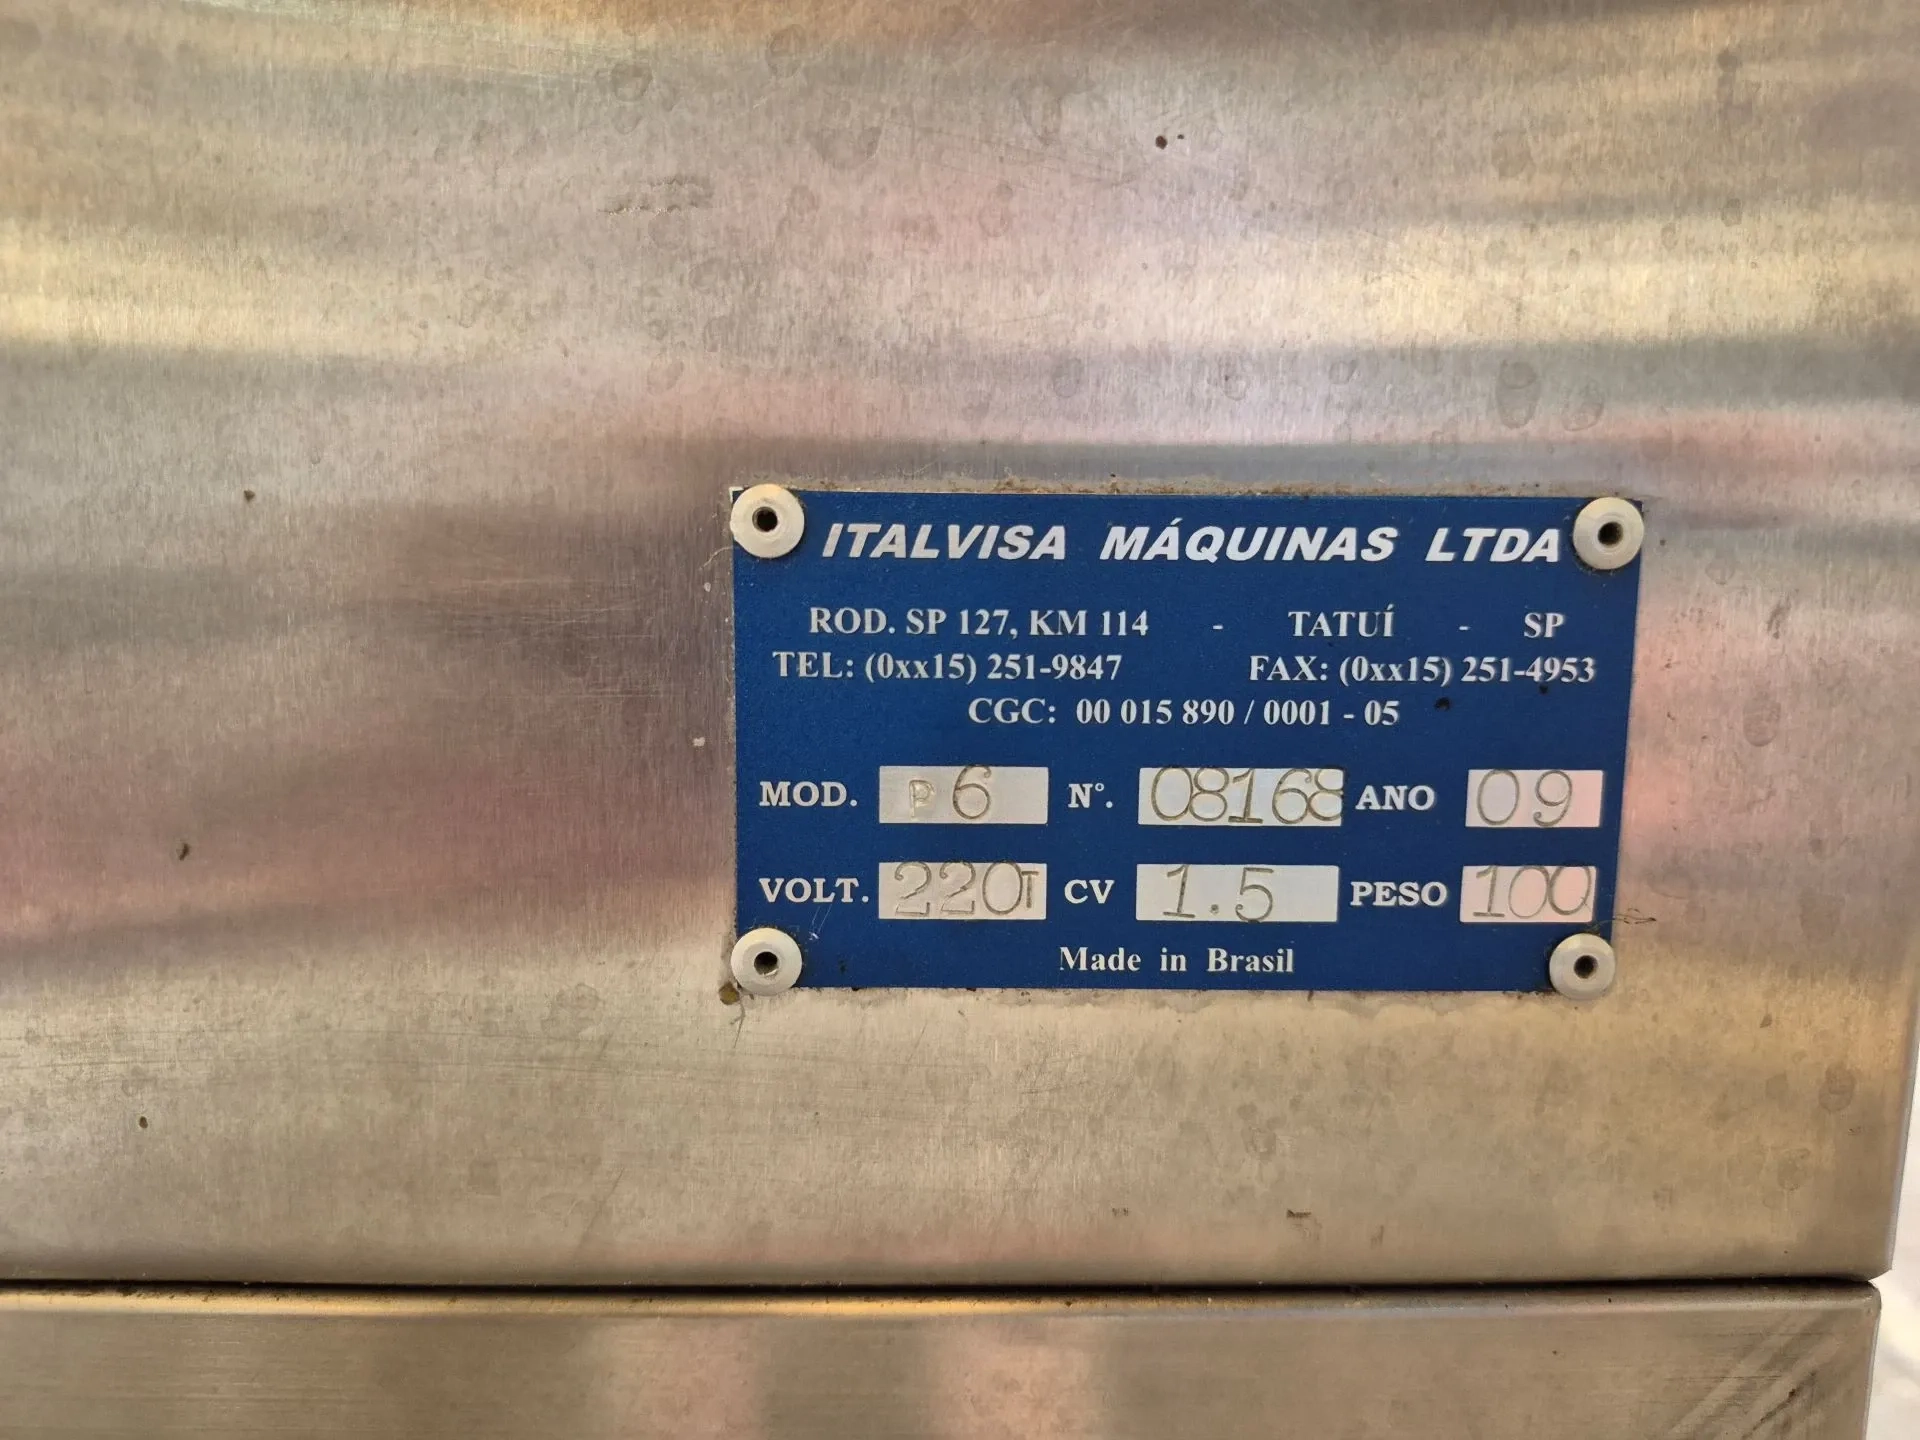 ITALVISA MÁQUINAS LTDA
ROD. SP 127, KM 114 - TATUÍ - SP
TEL: (0xx15) 251-9847 FAX: (0xx15) 251-4953
CGC: 00 015 890 / 0001 - 05
MOD. P6 Nº. 08168 ANO 09
VOLT. 220T CV 1.5 PESO 100
Made in Brasil